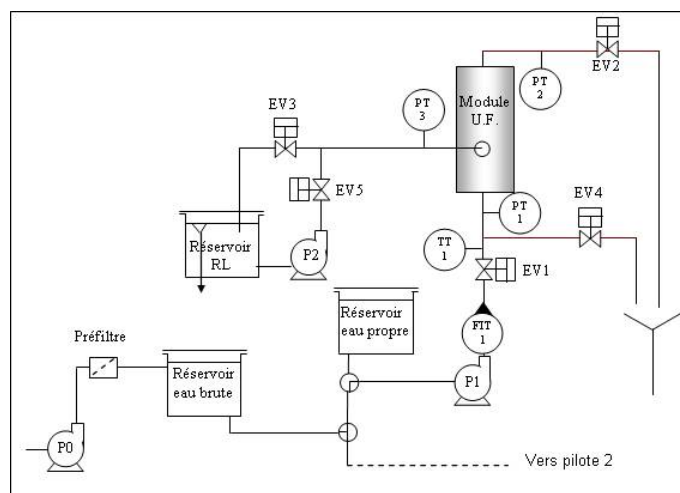 EV2
PT
2
Module
U.F.
PT
3
EV3
EV5
EV4
PT
1
TT
1
EV1
Réservoir
RL
P2
Réservoir
eau propre
FIT
1
Préfiltre
Réservoir
eau brute
P1
P0
Vers pilote 2